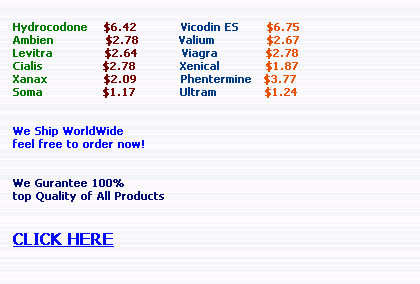 Hydrocodone $6.42 Vicodin ES $6.75
Ambien $2.78 Valium $2.67
Levitra $2.64 Viagra $2.78
Cialis $2.78 Xenical $1.87
Xanax $2.09 Phentermine $3.77
Soma $1.17 Ultram $1.24
We Ship WorldWide
feel free to order now!
We Gurantee 100%
top Quality of All Products
CLICK HERE